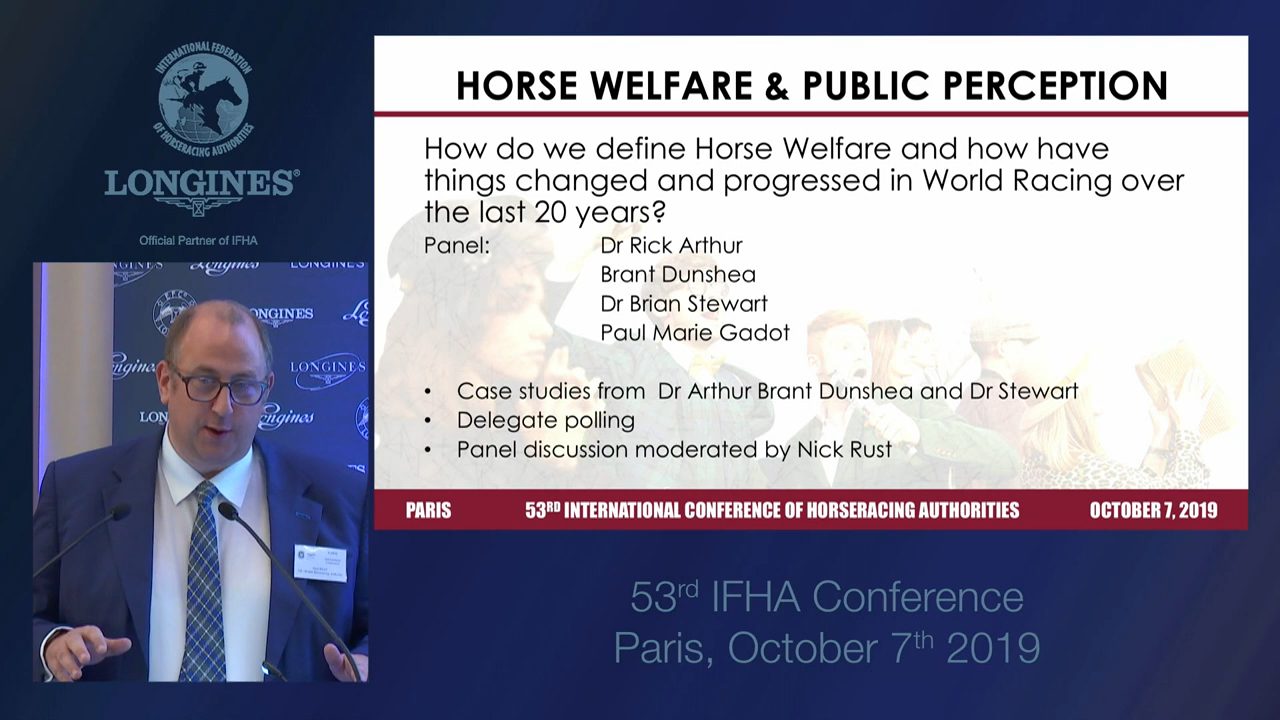 INTERNATIONAL FEDERATION
OF HORSERACING AUTHORITIES
LONGINES®
Official Partner of IFHA
HORSE WELFARE & PUBLIC PERCEPTION
How do we define Horse Welfare and how have
things changed and progressed in World Racing over
the last 20 years?
Panel: Dr Rick Arthur
Brant Dunshea
Dr Brian Stewart
Paul Marie Gadot
• Case studies from Dr Arthur Brant Dunshea and Dr Stewart
• Delegate polling
• Panel discussion moderated by Nick Rust
PARIS 53RD INTERNATIONAL CONFERENCE OF HORSERACING AUTHORITIES OCTOBER 7, 2019
Longines LONGINES
LONGINES
LONGINES
Longines
53rd IFHA Conference
Paris, October 7th 2019